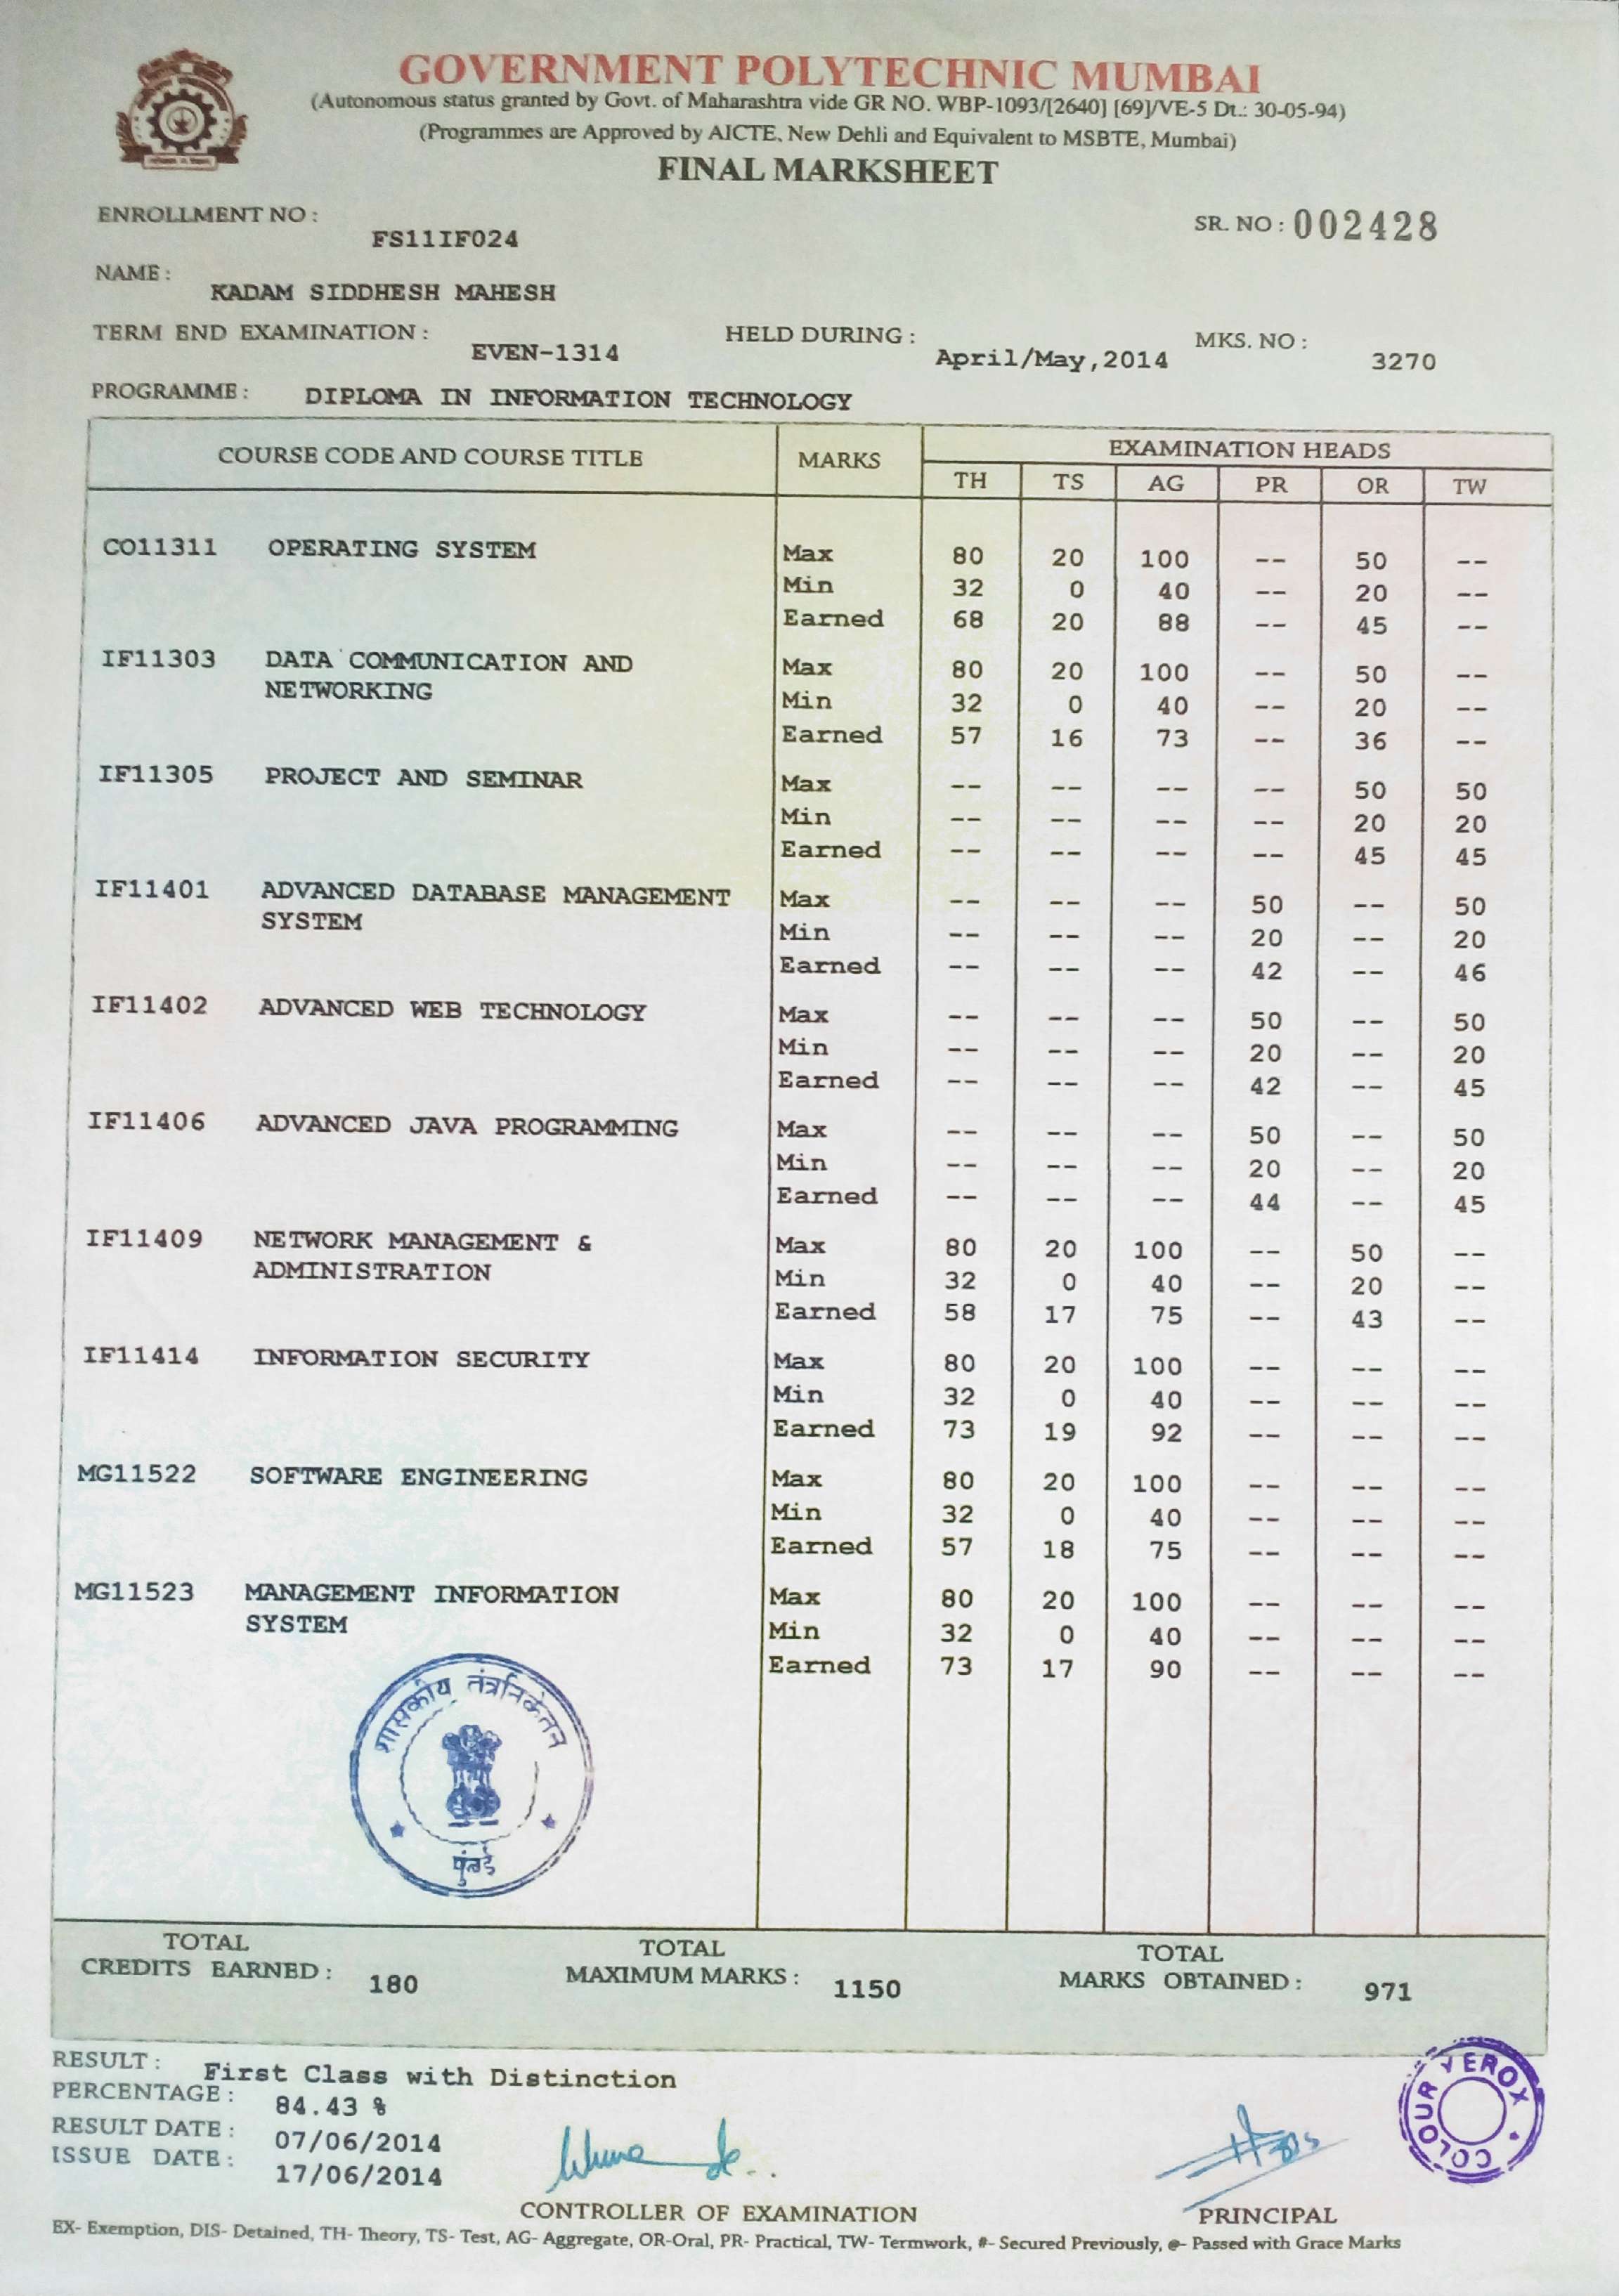 GOVERNMENT POLYTECHNIC MUMBAI
(Autonomous status granted by Govt. of Maharashtra vide GR NO. WBP-1093/[2640] [69]/VE-5 Dt.: 30-05-94)
(Programmes are Approved by AICTE, New Dehli and Equivalent to MSBTE, Mumbai)
FINAL MARKSHEET
ENROLLMENT NO : FS11IF024 SR. NO : 002428
NAME : KADAM SIDDHESH MAHESH
TERM END EXAMINATION : EVEN-1314 HELD DURING : April/May,2014 MKS. NO : 3270
PROGRAMME : DIPLOMA IN INFORMATION TECHNOLOGY
COURSE CODE AND COURSE TITLE MARKS EXAMINATION HEADS
TH TS AG PR OR TW
CO11311 OPERATING SYSTEM Max 80 20 100 -- 50 --
Min 32 0 40 -- 20 --
Earned 68 20 88 -- 45 --
IF11303 DATA COMMUNICATION AND Max 80 20 100 -- 50 --
NETWORKING Min 32 0 40 -- 20 --
Earned 57 16 73 -- 36 --
IF11305 PROJECT AND SEMINAR Max -- -- -- -- 50 50
Min -- -- -- -- 20 20
Earned -- -- -- -- 45 45
IF11401 ADVANCED DATABASE MANAGEMENT Max -- -- -- 50 -- 50
SYSTEM Min -- -- -- 20 -- 20
Earned -- -- -- 42 -- 46
IF11402 ADVANCED WEB TECHNOLOGY Max -- -- -- 50 -- 50
Min -- -- -- 20 -- 20
Earned -- -- -- 42 -- 45
IF11406 ADVANCED JAVA PROGRAMMING Max -- -- -- 50 -- 50
Min -- -- -- 20 -- 20
Earned -- -- -- 44 -- 45
IF11409 NETWORK MANAGEMENT & Max 80 20 100 -- 50 --
ADMINISTRATION Min 32 0 40 -- 20 --
Earned 58 17 75 -- 43 --
IF11414 INFORMATION SECURITY Max 80 20 100 -- -- --
Min 32 0 40 -- -- --
Earned 73 19 92 -- -- --
MG11522 SOFTWARE ENGINEERING Max 80 20 100 -- -- --
Min 32 0 40 -- -- --
Earned 57 18 75 -- -- --
MG11523 MANAGEMENT INFORMATION Max 80 20 100 -- -- --
SYSTEM Min 32 0 40 -- -- --
Earned 73 17 90 -- -- --
शासकीय तंत्रनिकेतन
मुंबई
TOTAL TOTAL TOTAL
CREDITS EARNED : 180 MAXIMUM MARKS : 1150 MARKS OBTAINED : 971
RESULT : First Class with Distinction
PERCENTAGE : 84.43 %
RESULT DATE : 07/06/2014
ISSUE DATE : 17/06/2014
COLOUR XEROX
CONTROLLER OF EXAMINATION PRINCIPAL
EX- Exemption, DIS- Detained, TH- Theory, TS- Test, AG- Aggregate, OR-Oral, PR- Practical, TW- Termwork, #- Secured Previously, @- Passed with Grace Marks